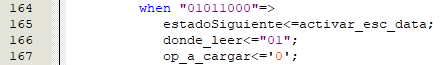 164 when "01011000"=>
165 estadoSiguiente<=activar_esc_data;
166 donde_leer<="01";
167 op_a_cargar<='0';